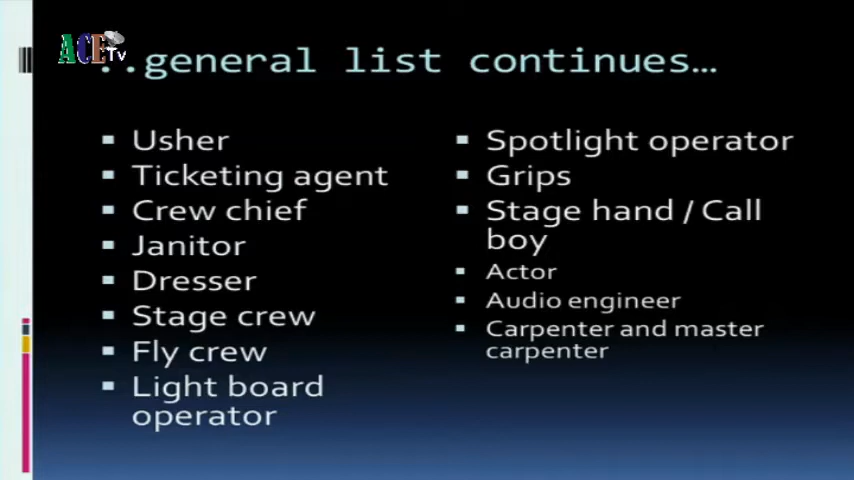 ACE Tv
..general list continues…
Usher
Ticketing agent
Crew chief
Janitor
Dresser
Stage crew
Fly crew
Light board
operator
Spotlight operator
Grips
Stage hand / Call
boy
Actor
Audio engineer
Carpenter and master
carpenter